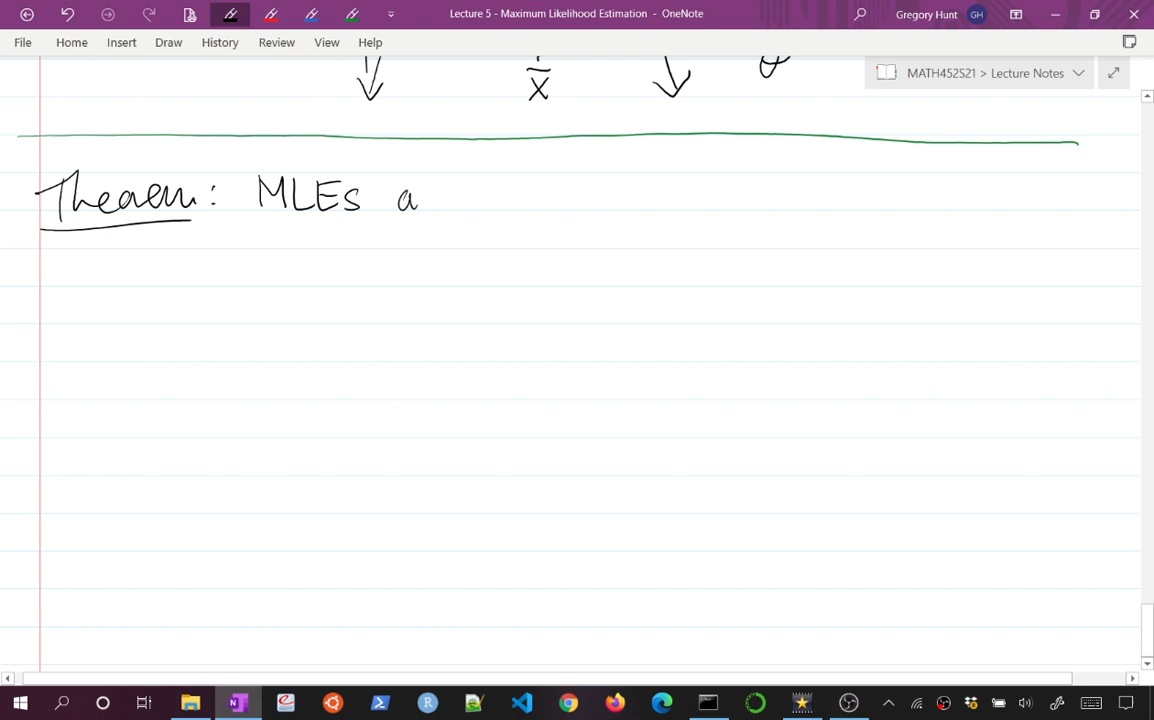 Lecture 5 - Maximum Likelihood Estimation - OneNote
Gregory Hunt GH
File Home Insert Draw History Review View Help
MATH452S21 > Lecture Notes
x̄ θ
Theorem: MLEs a